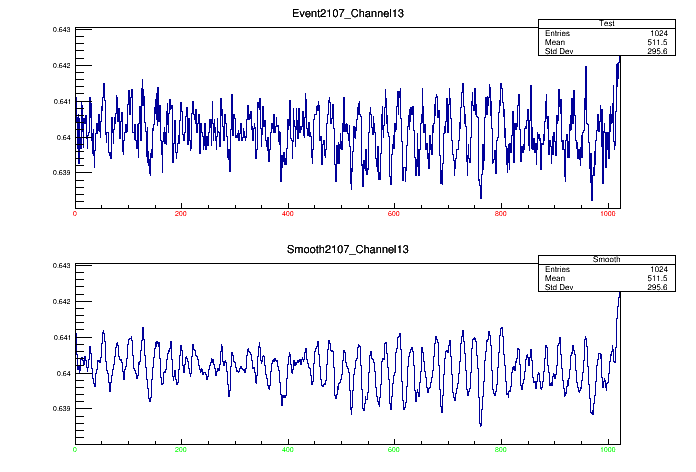 Event2107_Channel13
Test
Entries 1024
Mean 511.5
Std Dev 295.6
0.643
0.642
0.641
0.64
0.639
0 200 400 600 800 1000
Smooth2107_Channel13
Smooth
Entries 1024
Mean 511.5
Std Dev 295.6
0.643
0.642
0.641
0.64
0.639
0 200 400 600 800 1000